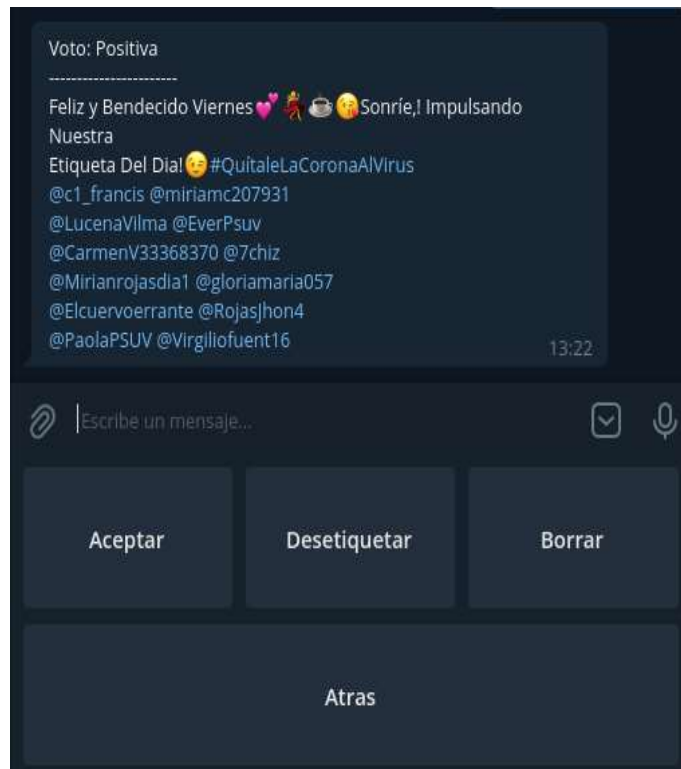 Voto: Positiva
-----------------------
Feliz y Bendecido Viernes💕💃☕😘Sonríe,! Impulsando
Nuestra
Etiqueta Del Dia!😉#QuítaleLaCoronaAlVirus
@c1_francis @miriamc207931
@LucenaVilma @EverPsuv
@CarmenV33368370 @7chiz
@Mirianrojasdia1 @gloriamaria057
@Elcuervoerrante @RojasJhon4
@PaolaPSUV @Virgiliofuent16
13:22
Escribe un mensaje...
Aceptar Desetiquetar Borrar
Atras